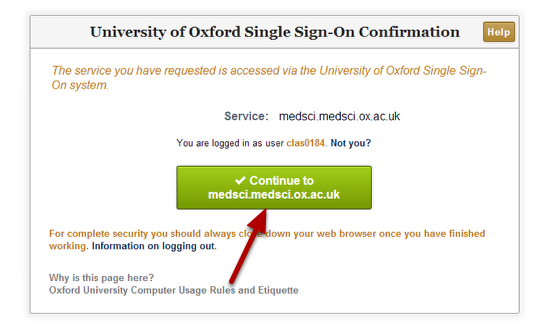 University of Oxford Single Sign-On Confirmation
Help
The service you have requested is accessed via the University of Oxford Single Sign-
On system.
Service: medsci.medsci.ox.ac.uk
You are logged in as user clas0184. Not you?
✔ Continue to
medsci.medsci.ox.ac.uk
For complete security you should always down your web browser once you have finished
working. Information on logging out.
Why is this page here?
Oxford University Computer Usage Rules and Etiquette